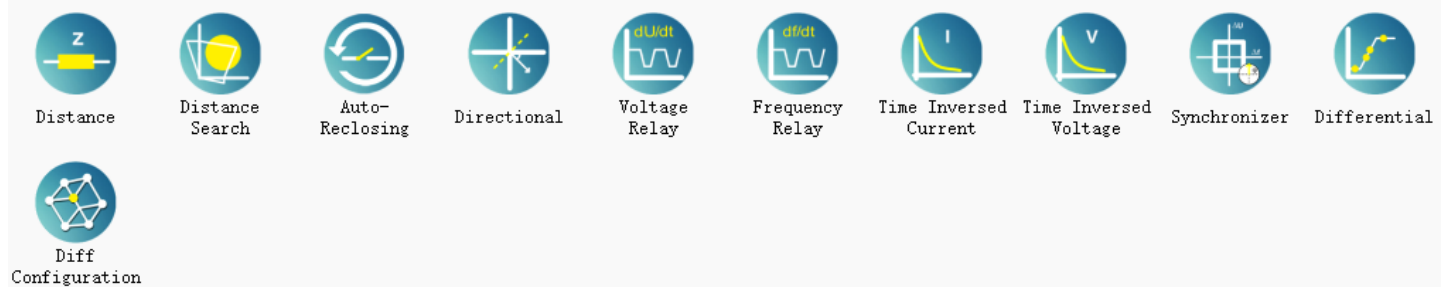 Z
dU/dt
df/dt
I
V
Distance
Distance
Search
Auto-
Reclosing
Directional
Voltage
Relay
Frequency
Relay
Time Inversed
Current
Time Inversed
Voltage
Synchronizer
Differential
Diff
Configuration